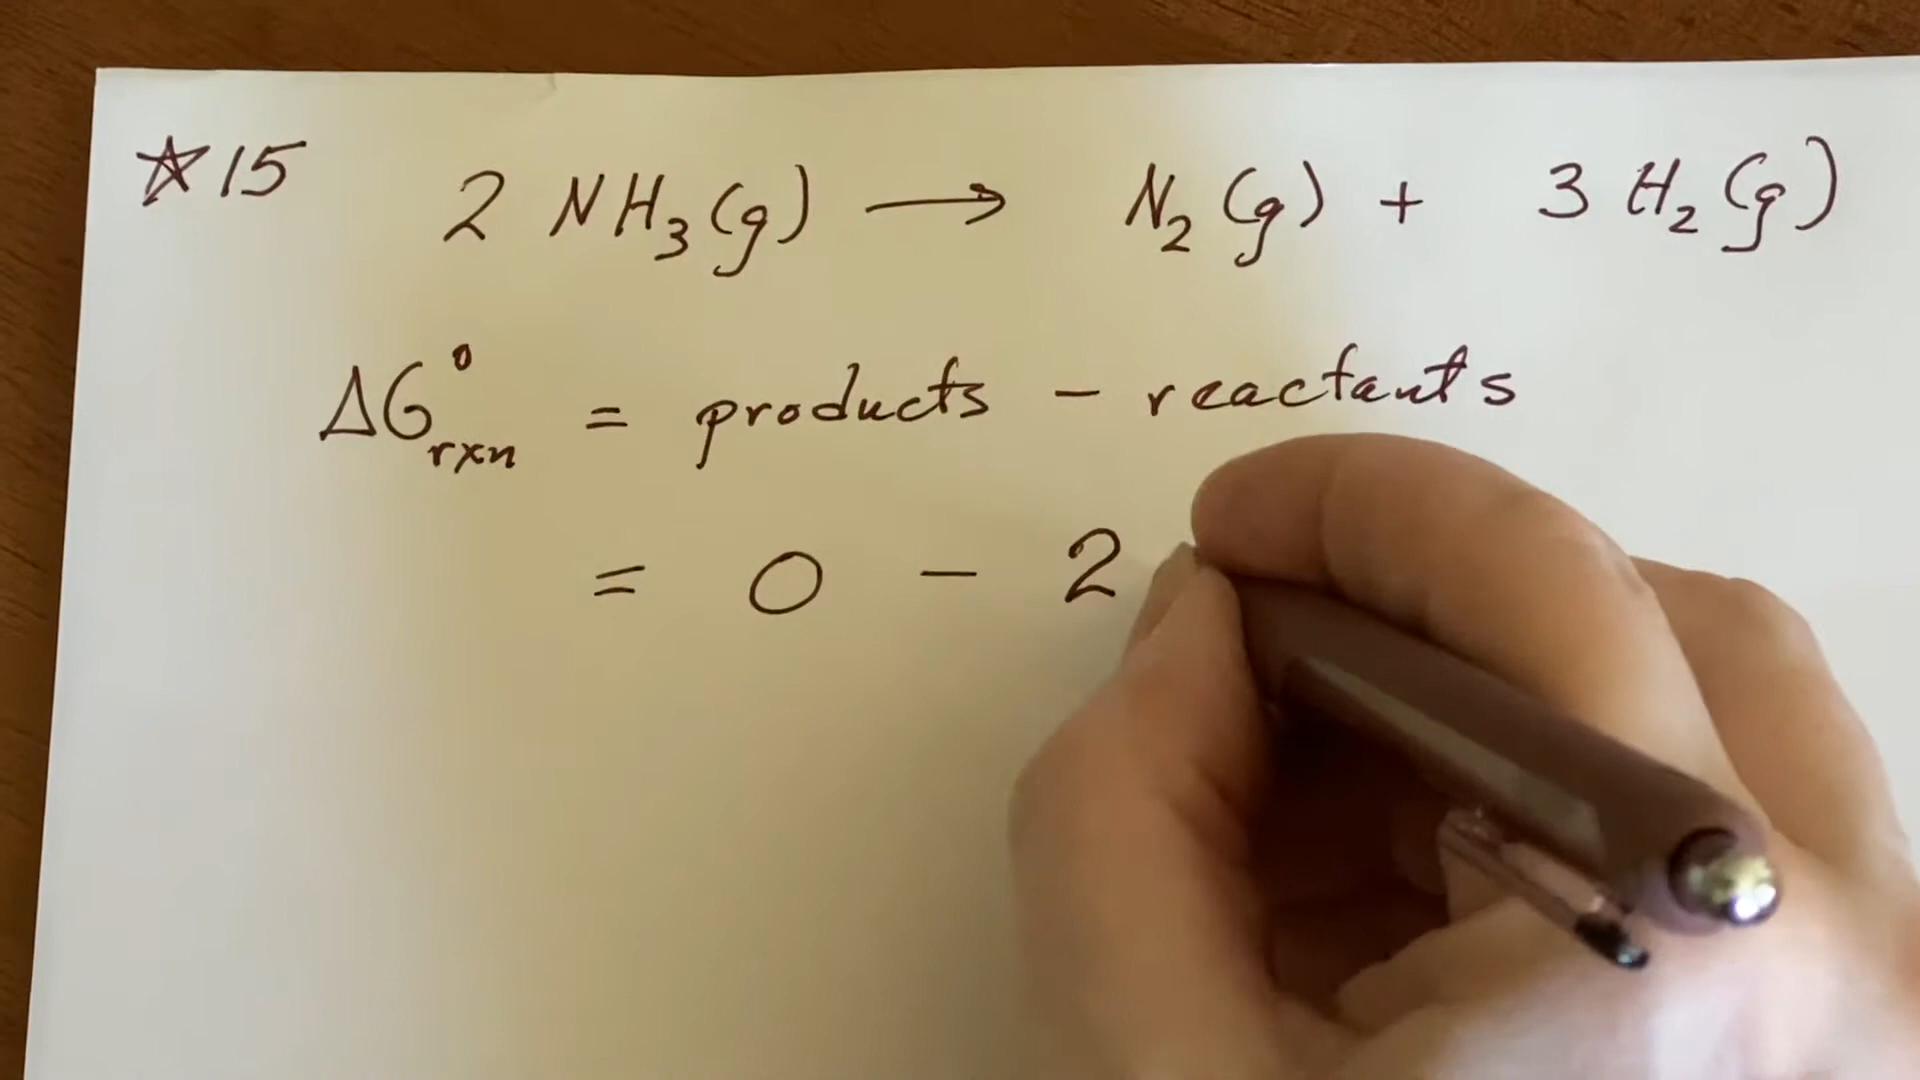 ☆15 2 NH₃(g) → N₂(g) + 3 H₂(g)
ΔG°rxn = products - reactants
= 0 - 2